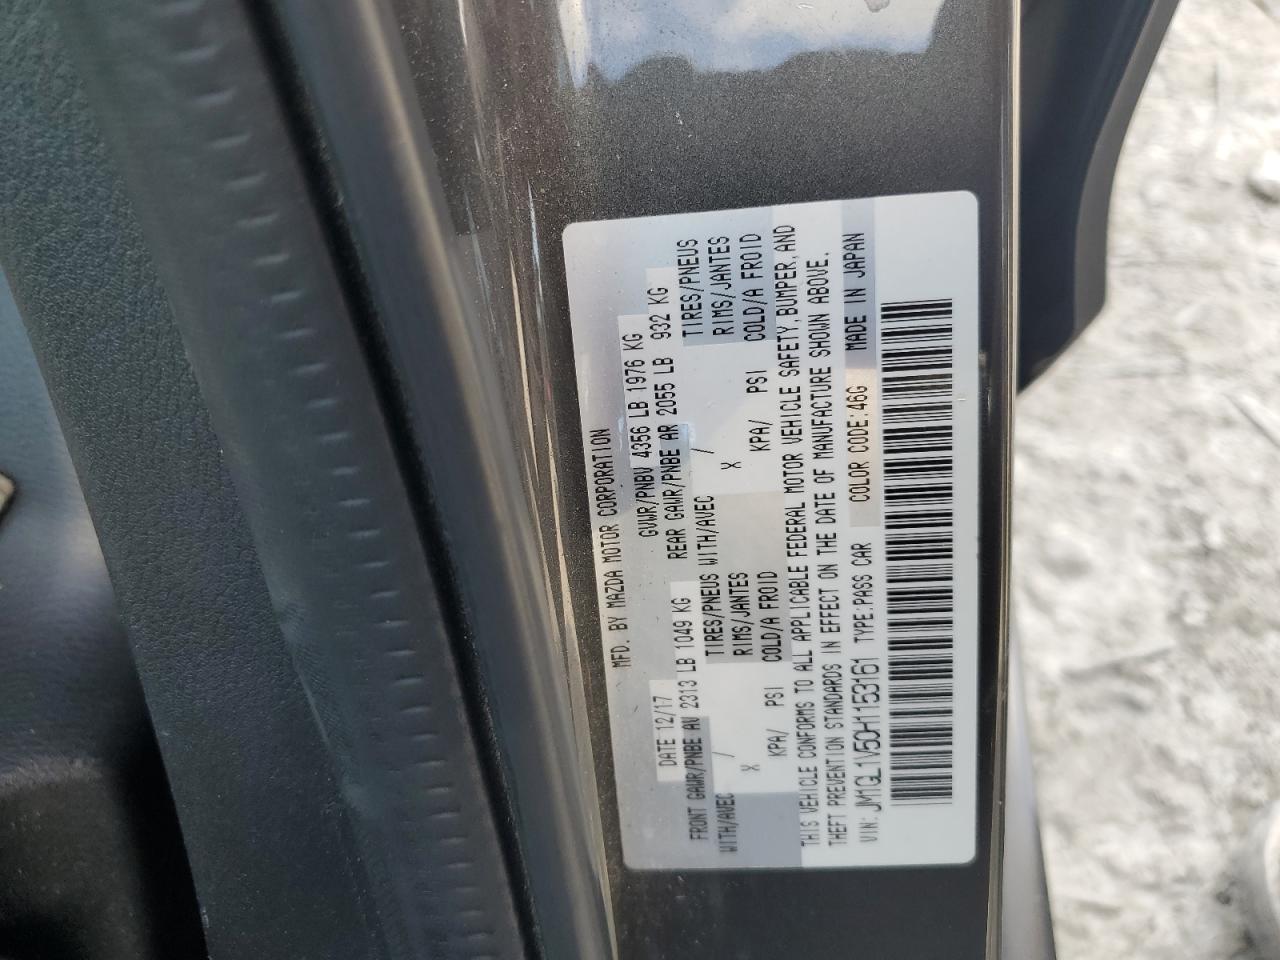 MFD. BY MAZDA MOTOR CORPORATION
DATE 12/17 GVWR/PNBV 4356 LB 1976 KG
FRONT GAWR/PNBE AV 2313 LB 1049 KG REAR GAWR/PNBE AR 2055 LB 932 KG
WITH/AVEC / TIRES/PNEUS WITH/AVEC / TIRES/PNEUS
X RIMS/JANTES X RIMS/JANTES
KPA/ PSI COLD/A FROID KPA/ PSI COLD/A FROID
THIS VEHICLE CONFORMS TO ALL APPLICABLE FEDERAL MOTOR VEHICLE SAFETY,BUMPER,AND
THEFT PREVENTION STANDARDS IN EFFECT ON THE DATE OF MANUFACTURE SHOWN ABOVE.
VIN: JM1GL1V50H1153161 TYPE:PASS CAR COLOR CODE:46G MADE IN JAPAN